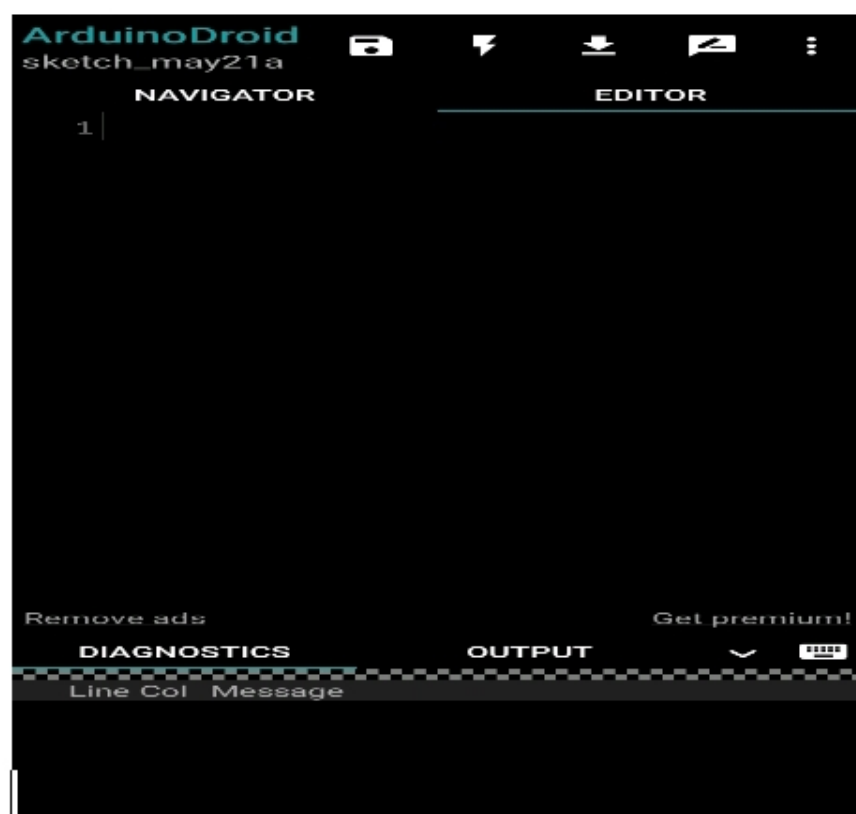 ArduinoDroid
sketch_may21a
NAVIGATOR EDITOR
1
Remove ads Get premium!
DIAGNOSTICS OUTPUT
Line Col Message